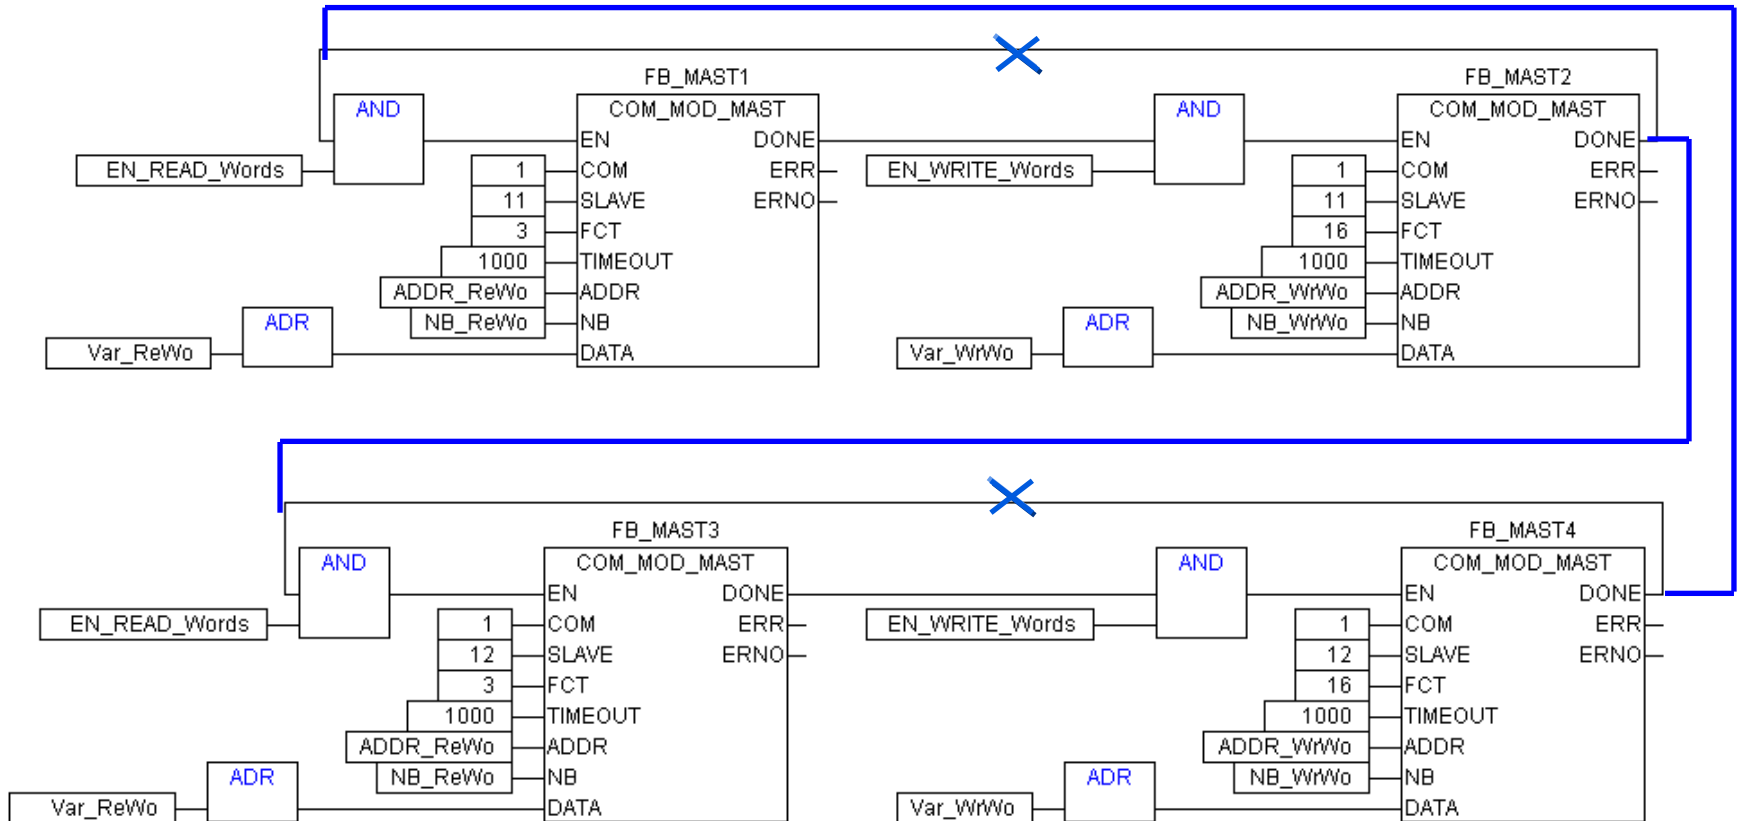 FB_MAST1 FB_MAST2
AND COM_MOD_MAST AND COM_MOD_MAST
EN DONE EN DONE
EN_READ_Words 1 COM ERR EN_WRITE_Words 1 COM ERR
11 SLAVE ERNO 11 SLAVE ERNO
3 FCT 16 FCT
1000 TIMEOUT 1000 TIMEOUT
ADDR_ReWo ADDR ADDR_WrWo ADDR
ADR NB_ReWo NB ADR NB_WrWo NB
Var_ReWo DATA Var_WrWo DATA
FB_MAST3 FB_MAST4
AND COM_MOD_MAST AND COM_MOD_MAST
EN DONE EN DONE
EN_READ_Words 1 COM ERR EN_WRITE_Words 1 COM ERR
12 SLAVE ERNO 12 SLAVE ERNO
3 FCT 16 FCT
1000 TIMEOUT 1000 TIMEOUT
ADDR_ReWo ADDR ADDR_WrWo ADDR
ADR NB_ReWo NB ADR NB_WrWo NB
Var_ReWo DATA Var_WrWo DATA